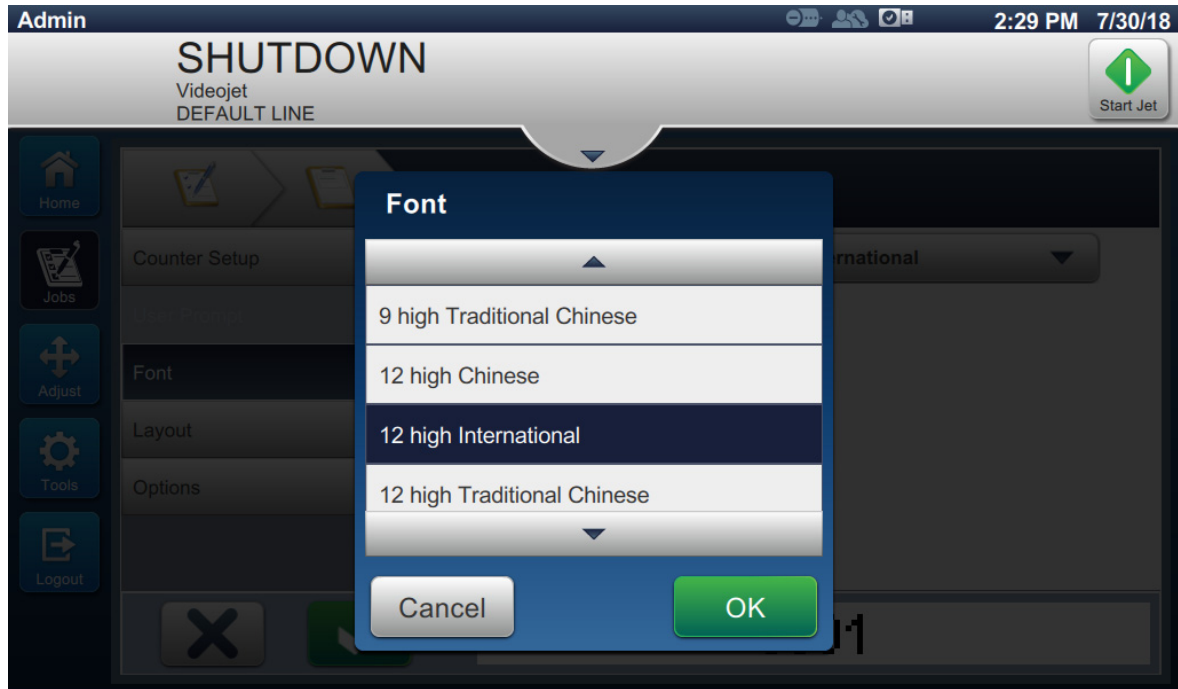 Admin 2:29 PM 7/30/18
SHUTDOWN
Videojet
DEFAULT LINE
Start Jet
Home
Jobs
Adjust
Tools
Logout
Counter Setup
User Prompt
Font
Layout
Options
Font
9 high Traditional Chinese
12 high Chinese
12 high International
12 high Traditional Chinese
Cancel
OK